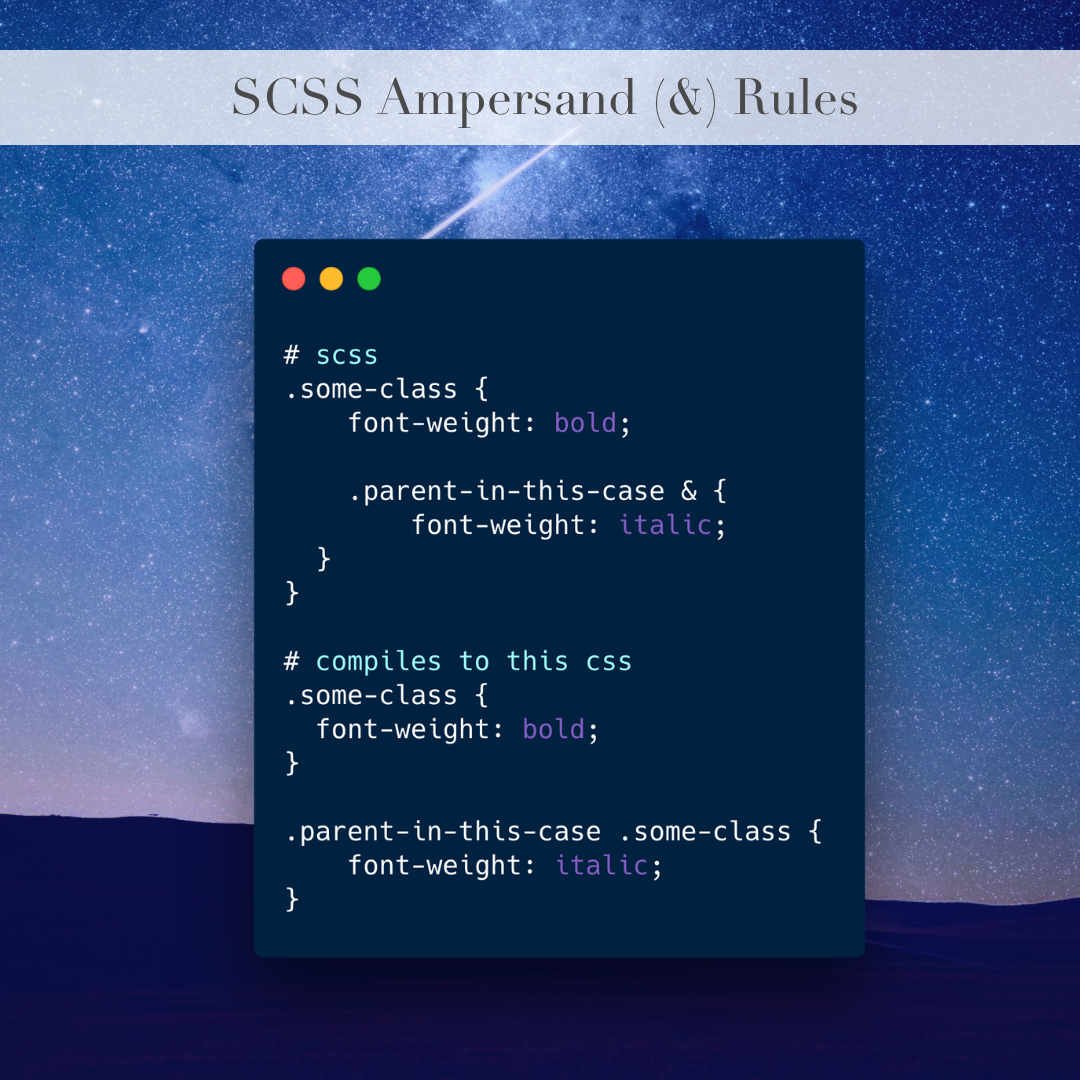 SCSS Ampersand (&) Rules
# scss
.some-class {
    font-weight: bold;

    .parent-in-this-case & {
        font-weight: italic;
  }
}

# compiles to this css
.some-class {
  font-weight: bold;
}

.parent-in-this-case .some-class {
    font-weight: italic;
}